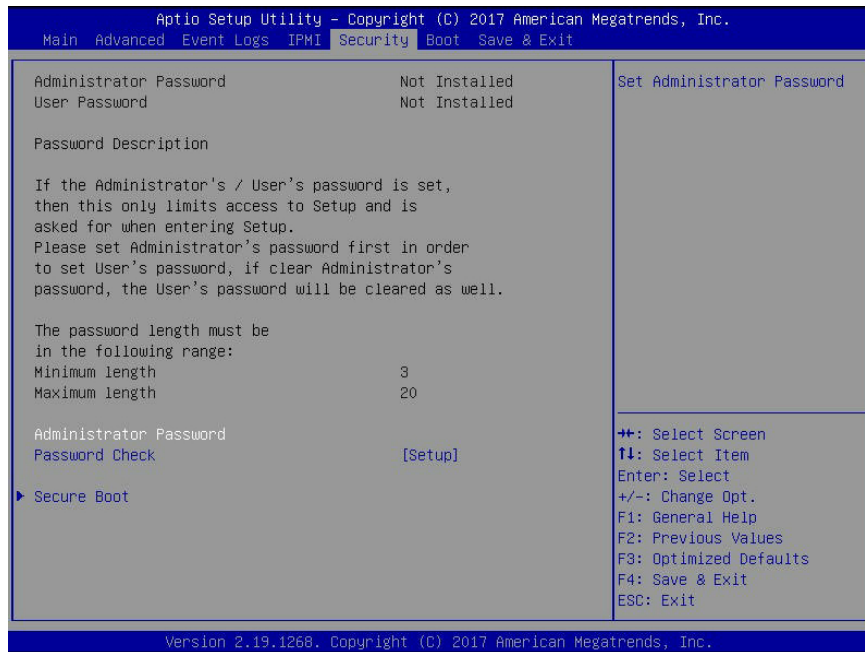 Aptio Setup Utility – Copyright (C) 2017 American Megatrends, Inc.
Main Advanced Event Logs IPMI Security Boot Save & Exit
Administrator Password Not Installed
User Password Not Installed
Password Description
If the Administrator's / User's password is set,
then this only limits access to Setup and is
asked for when entering Setup.
Please set Administrator's password first in order
to set User's password, if clear Administrator's
password, the User's password will be cleared as well.
The password length must be
in the following range:
Minimum length 3
Maximum length 20
Administrator Password
Password Check [Setup]
▶ Secure Boot
Set Administrator Password
→←: Select Screen
↑↓: Select Item
Enter: Select
+/-: Change Opt.
F1: General Help
F2: Previous Values
F3: Optimized Defaults
F4: Save & Exit
ESC: Exit
Version 2.19.1268. Copyright (C) 2017 American Megatrends, Inc.